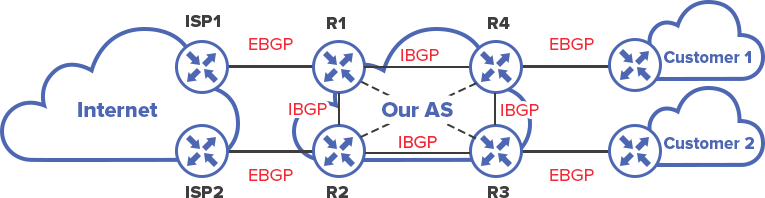 ISP1
R1
R4
EBGP
EBGP
IBGP
Customer 1
Internet
IBGP
Our AS
IBGP
IBGP
Customer 2
EBGP
EBGP
ISP2
R2
R3